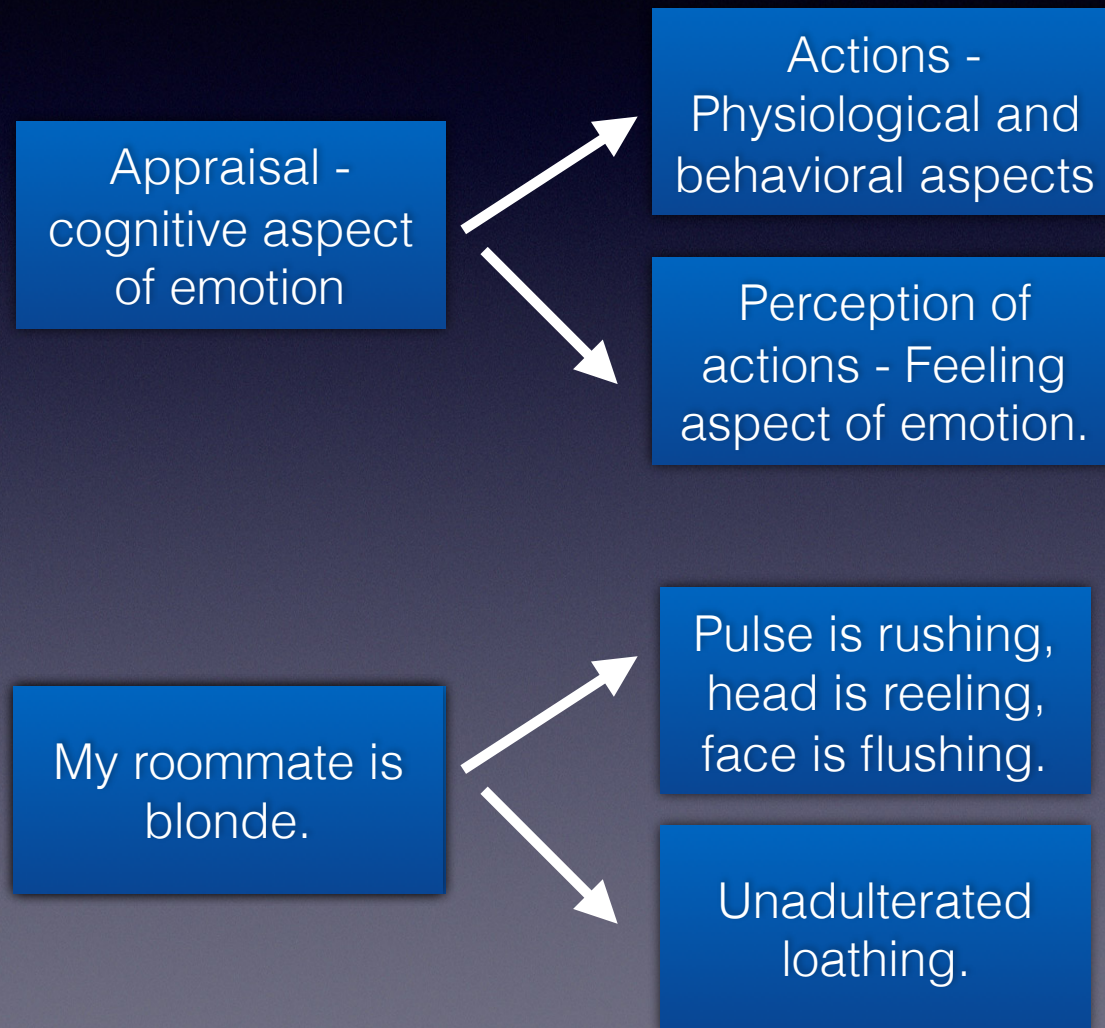 Appraisal -
cognitive aspect
of emotion
Actions -
Physiological and
behavioral aspects
Perception of
actions - Feeling
aspect of emotion.
My roommate is
blonde.
Pulse is rushing,
head is reeling,
face is flushing.
Unadulterated
loathing.